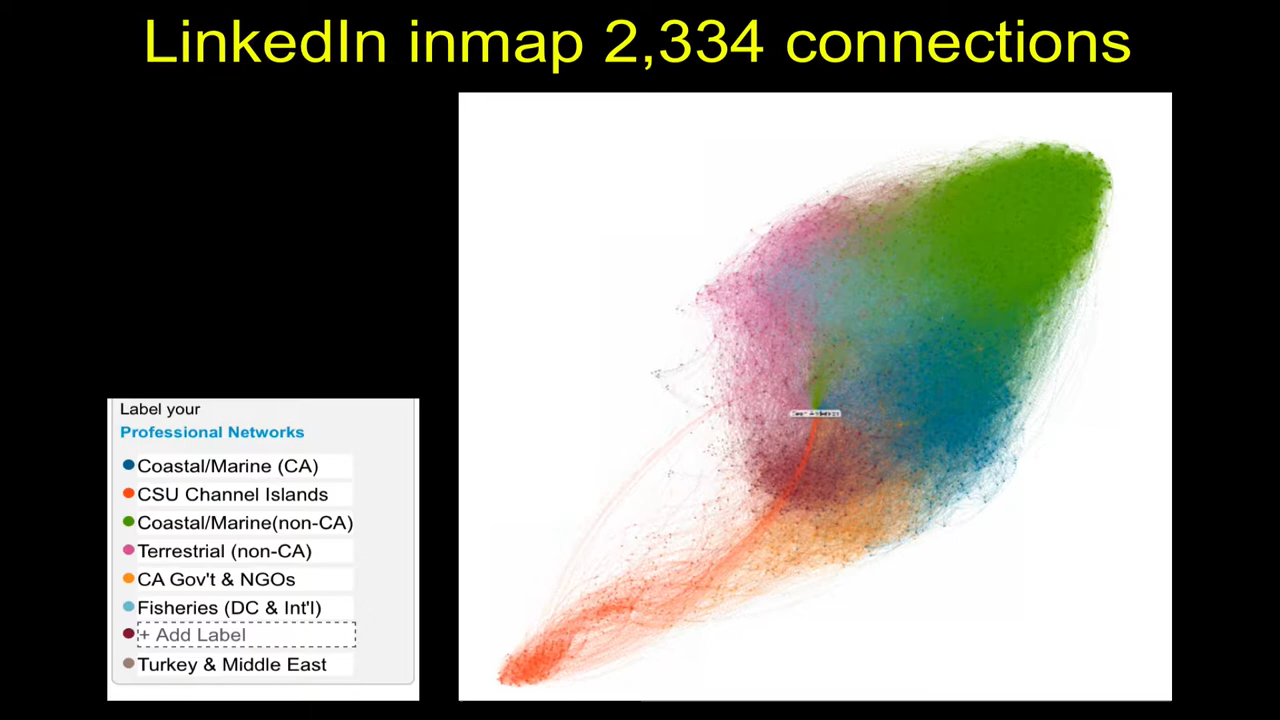 LinkedIn inmap 2,334 connections
Label your
Professional Networks
Coastal/Marine (CA)
CSU Channel Islands
Coastal/Marine(non-CA)
Terrestrial (non-CA)
CA Gov't & NGOs
Fisheries (DC & Int'l)
+ Add Label
Turkey & Middle East